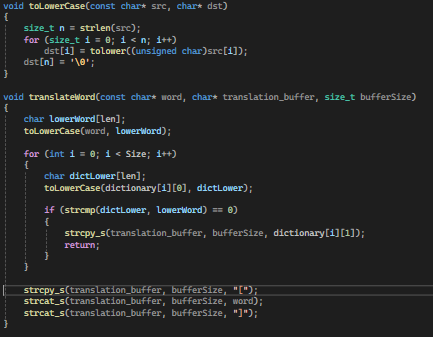 void toLowerCase(const char* src, char* dst)
{
    size_t n = strlen(src);
    for (size_t i = 0; i < n; i++)
        dst[i] = tolower((unsigned char)src[i]);
    dst[n] = '\0';
}

void translateWord(const char* word, char* translation_buffer, size_t bufferSize)
{
    char lowerWord[len];
    toLowerCase(word, lowerWord);

    for (int i = 0; i < Size; i++)
    {
        char dictLower[len];
        toLowerCase(dictionary[i][0], dictLower);

        if (strcmp(dictLower, lowerWord) == 0)
        {
            strcpy_s(translation_buffer, bufferSize, dictionary[i][1]);
            return;
        }
    }

    strcpy_s(translation_buffer, bufferSize, "[");
    strcat_s(translation_buffer, bufferSize, word);
    strcat_s(translation_buffer, bufferSize, "]");
}